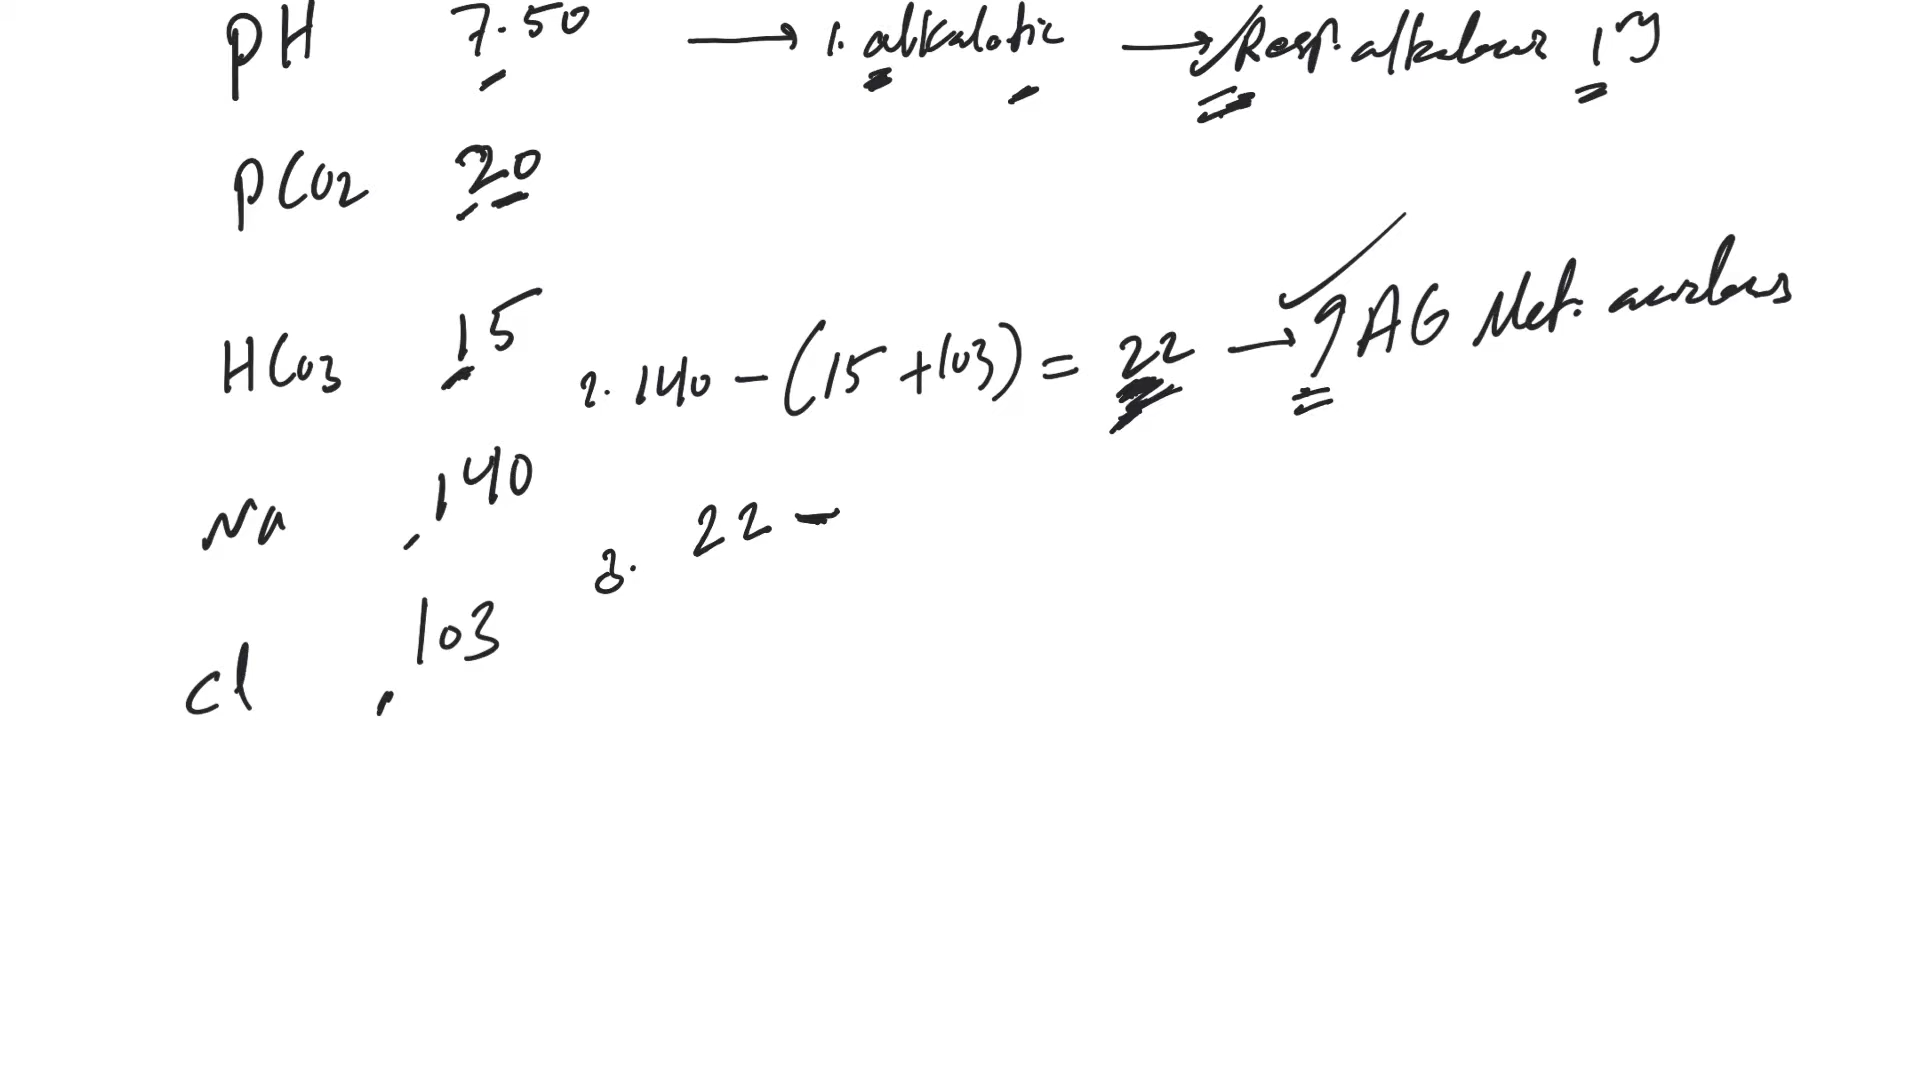 pH 7.50 → 1. alkalotic → Resp. alkalosis 1ry
pCO2 20
HCO3 15 2. 140 - (15 + 103) = 22 → ↑ AG Met. acidosis
Na 140
3. 22 -
Cl 103